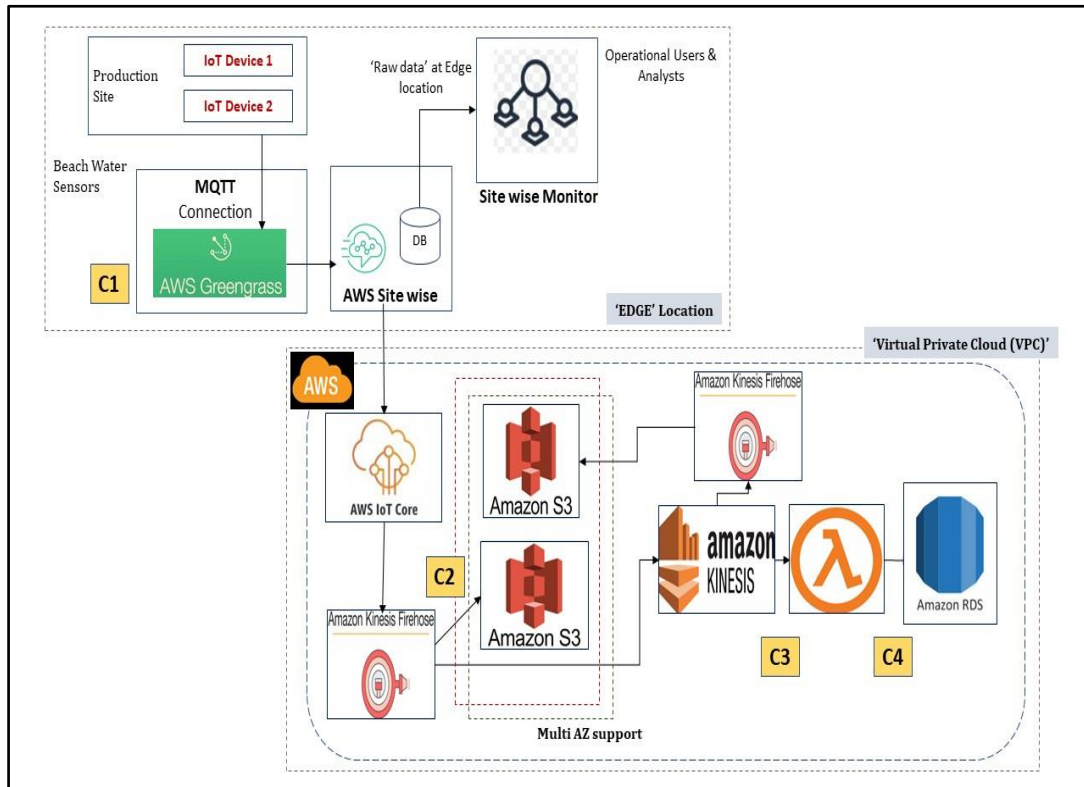 Production
Site
IoT Device 1
IoT Device 2
Beach Water
Sensors
MQTT
Connection
AWS Greengrass
C1
'Raw data' at Edge
location
DB
AWS Site wise
Site wise Monitor
Operational Users &
Analysts
'EDGE' Location
'Virtual Private Cloud (VPC)'
AWS
AWS IoT Core
Amazon Kinesis Firehose
C2
Amazon S3
Amazon S3
Multi AZ support
Amazon Kinesis Firehose
amazon
KINESIS
C3
λ
C4
Amazon RDS